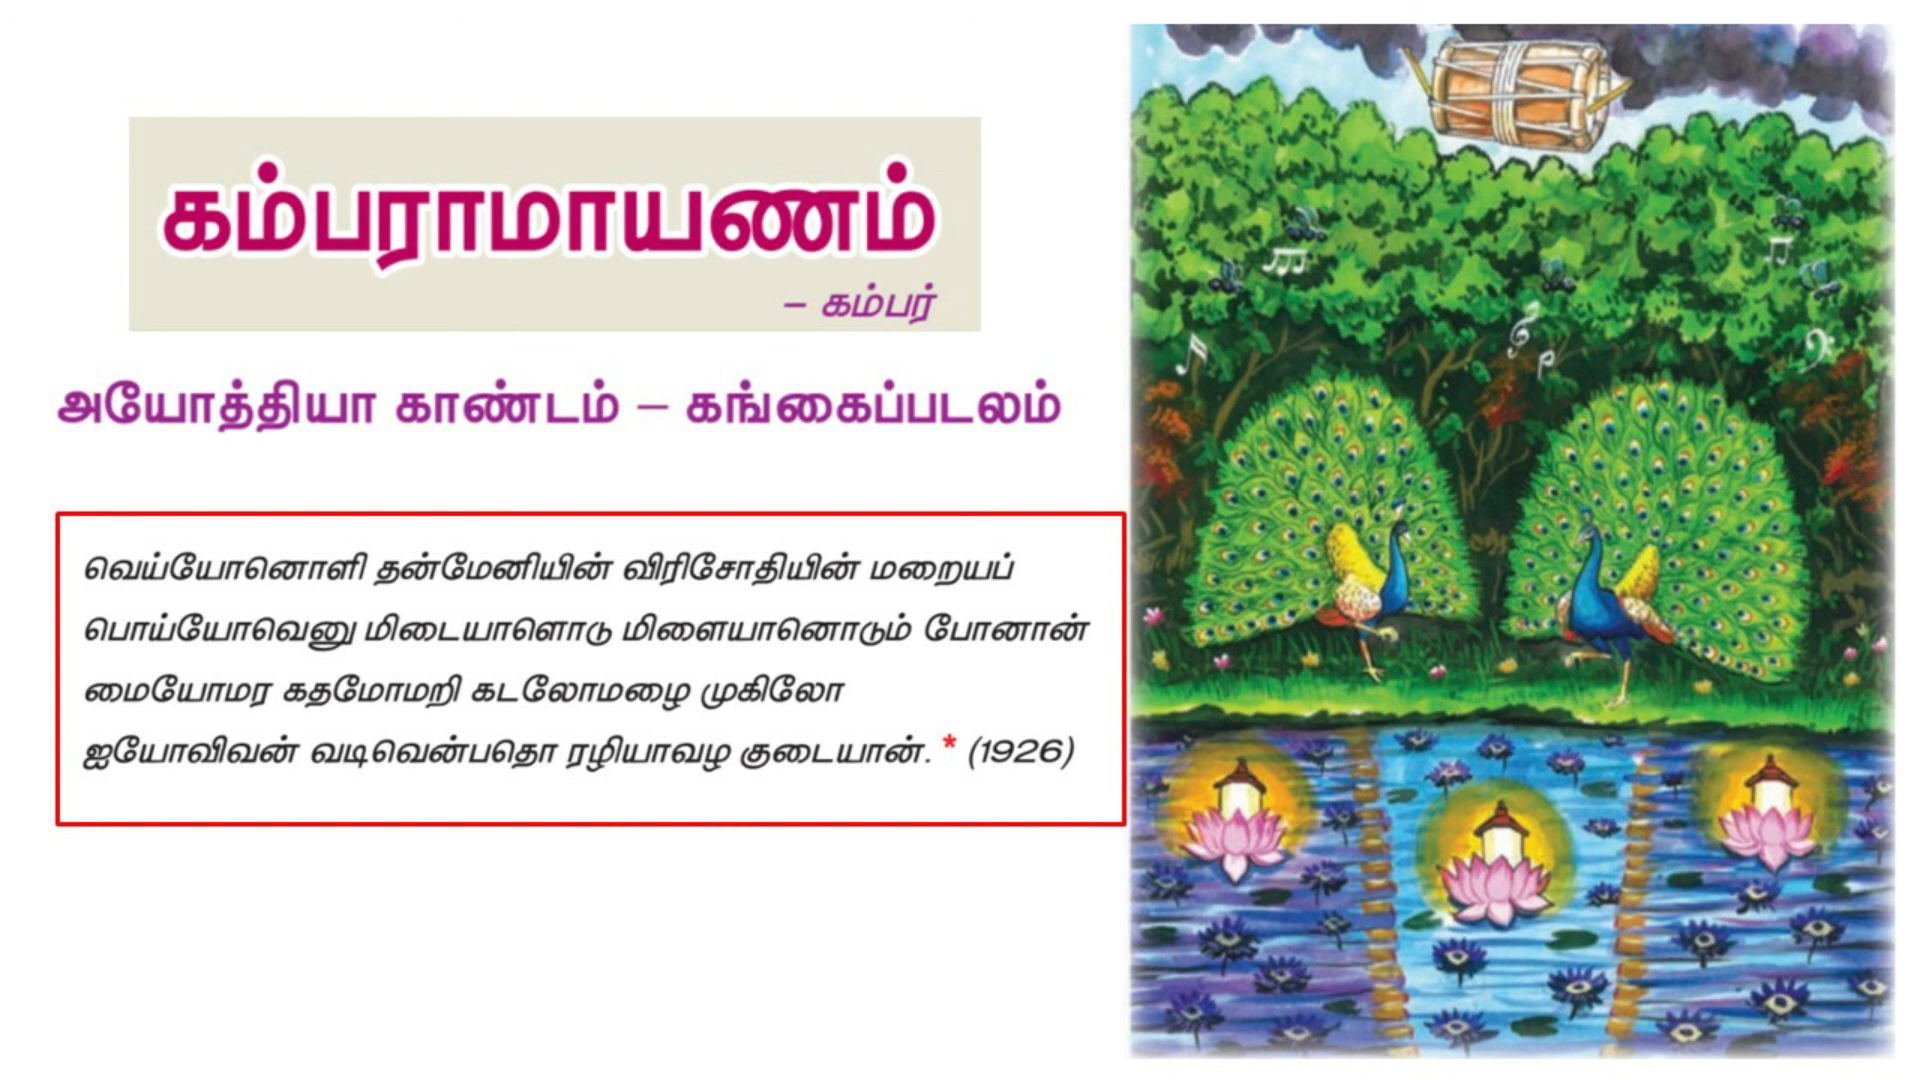 கம்பராமாயணம்
– கம்பர்
அயோத்தியா காண்டம் – கங்கைப்படலம்
வெய்யோனொளி தன்மேனியின் விரிசோதியின் மறையப்
பொய்யோவெனு மிடையாளொடு மிளையானொடும் போனான்
மையோமர கதமோமறி கடலோமழை முகிலோ
ஐயோவிவன் வடிவென்பதொ ரழியாவழ குடையான். * (1926)